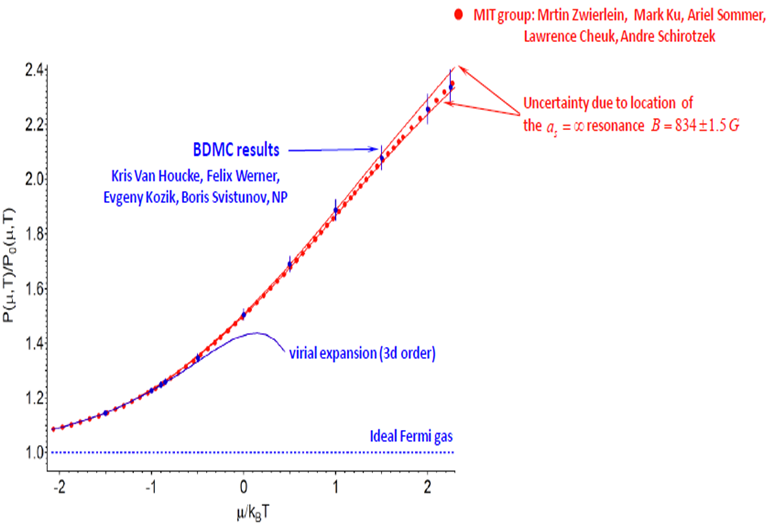 MIT group: Mrtin Zwierlein, Mark Ku, Ariel Sommer,
Lawrence Cheuk, Andre Schirotzek
2.4
Uncertainty due to location of
the aₛ = ∞ resonance B = 834 ± 1.5 G
2.2
BDMC results
Kris Van Houcke, Felix Werner,
Evgeny Kozik, Boris Svistunov, NP
2.0
1.8
P(μ,T)/P₀(μ,T)
1.6
1.4
virial expansion (3d order)
1.2
Ideal Fermi gas
1.0
-2 -1 0 1 2
μ/k_BT